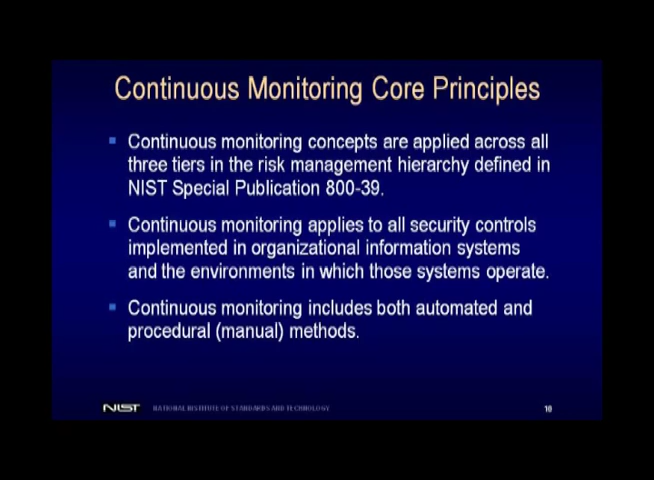 Continuous Monitoring Core Principles
Continuous monitoring concepts are applied across all
three tiers in the risk management hierarchy defined in
NIST Special Publication 800-39.
Continuous monitoring applies to all security controls
implemented in organizational information systems
and the environments in which those systems operate.
Continuous monitoring includes both automated and
procedural (manual) methods.
NIST NATIONAL INSTITUTE OF STANDARDS AND TECHNOLOGY
10